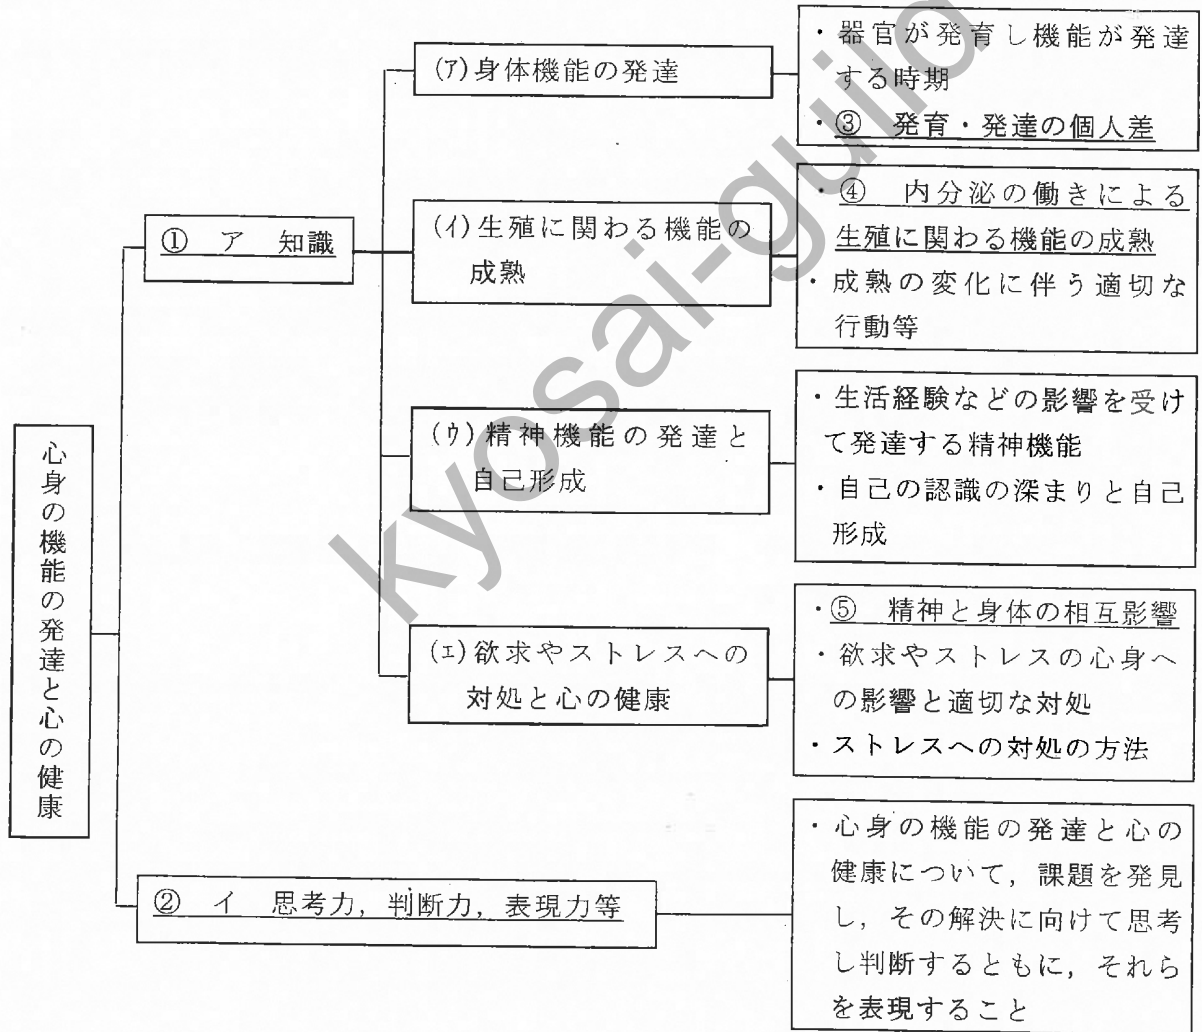 心身の機能の発達と心の健康
① ア 知識
(ア)身体機能の発達
・器官が発育し機能が発達
する時期
・③ 発育・発達の個人差
(イ)生殖に関わる機能の
成熟
・④ 内分泌の働きによる
生殖に関わる機能の成熟
・成熟の変化に伴う適切な
行動等
(ウ)精神機能の発達と
自己形成
・生活経験などの影響を受け
て発達する精神機能
・自己の認識の深まりと自己
形成
(エ)欲求やストレスへの
対処と心の健康
・⑤ 精神と身体の相互影響
・欲求やストレスの心身へ
の影響と適切な対処
・ストレスへの対処の方法
② イ 思考力，判断力，表現力等
・心身の機能の発達と心の
健康について，課題を発見
し，その解決に向けて思考
し判断するともに，それら
を表現すること
kyosai-guild